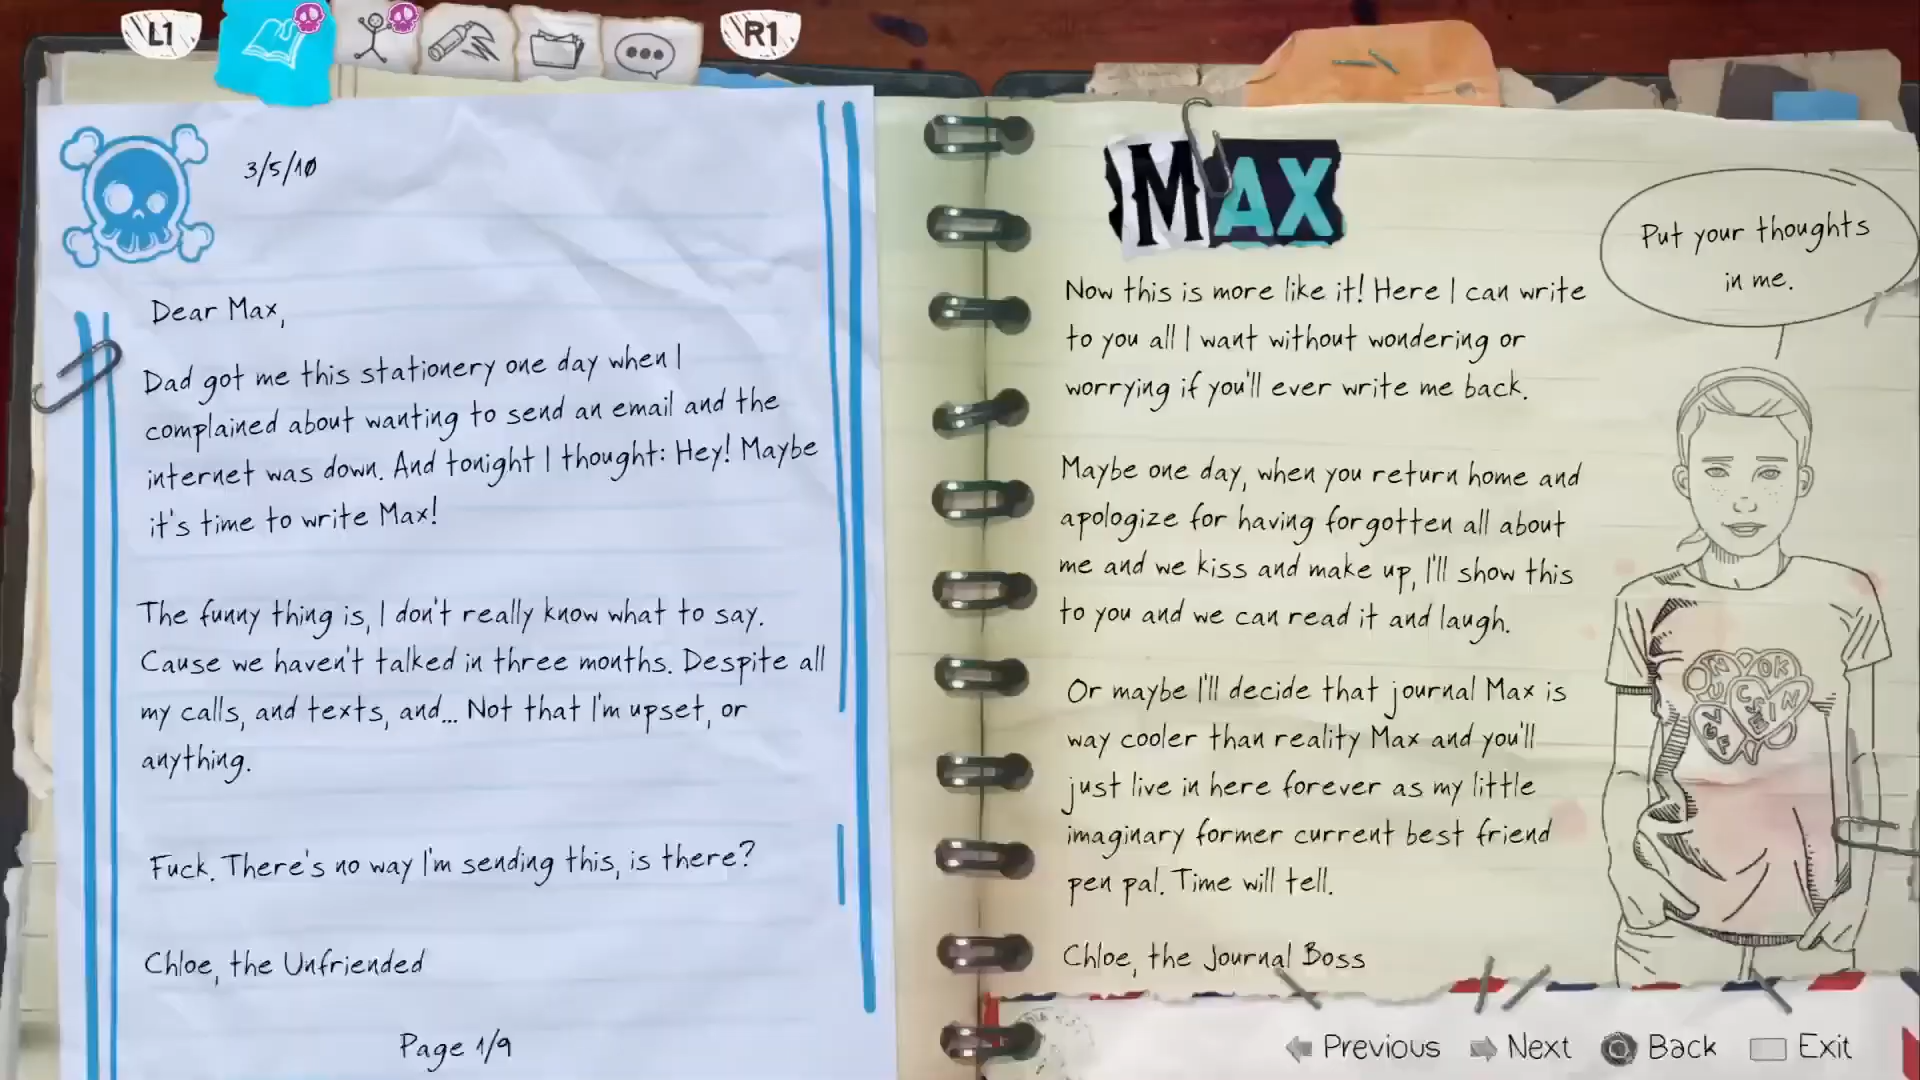 L1
R1
3/5/10
Dear Max,
Dad got me this stationery one day when I
complained about wanting to send an email and the
internet was down. And tonight I thought: Hey! Maybe
it's time to write Max!
The funny thing is, I don't really know what to say.
Cause we haven't talked in three months. Despite all
my calls, and texts, and... Not that I'm upset, or
anything.
Fuck. There's no way I'm sending this, is there?
Chloe, the Unfriended
Page 1/9
MAX
Now this is more like it! Here I can write
to you all I want without wondering or
worrying if you'll ever write me back.
Maybe one day, when you return home and
apologize for having forgotten all about
me and we kiss and make up, I'll show this
to you and we can read it and laugh.
Or maybe I'll decide that journal Max is
way cooler than reality Max and you'll
just live in here forever as my little
imaginary former current best friend
pen pal. Time will tell.
Chloe, the Journal Boss
Put your thoughts
in me.
Previous
Next
Back
Exit